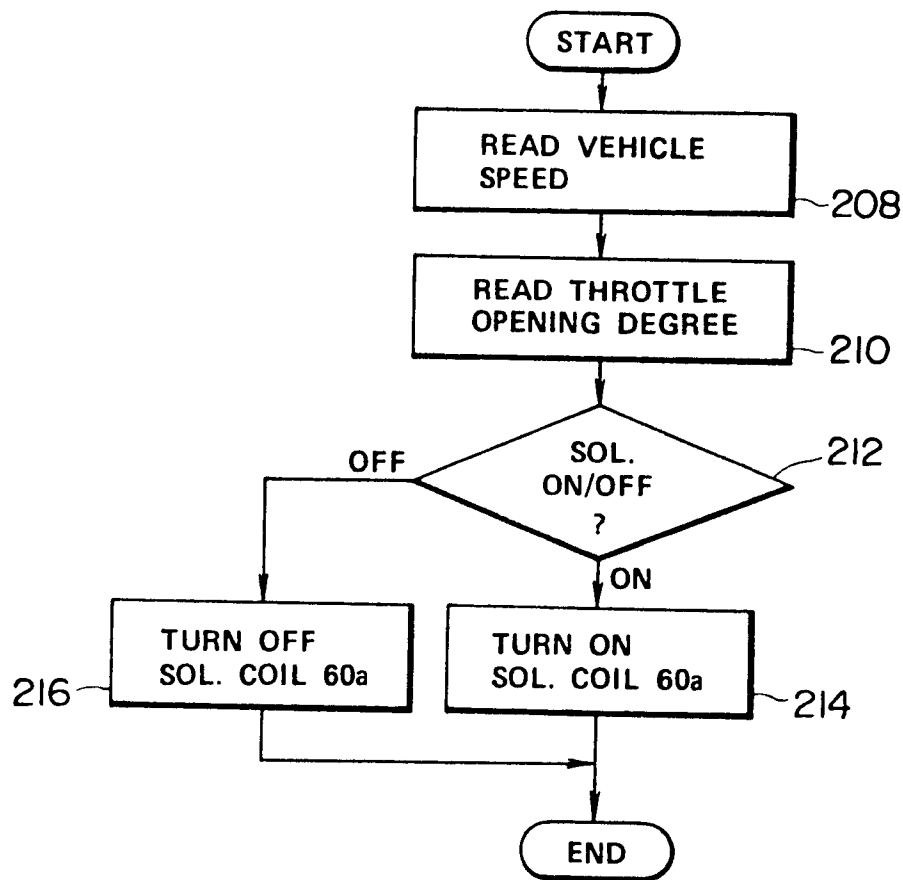 START
READ VEHICLE
SPEED
208
READ THROTTLE
OPENING DEGREE
210
SOL.
ON/OFF
?
212
OFF
ON
TURN OFF
SOL. COIL 60a
216
TURN ON
SOL. COIL 60a
214
END